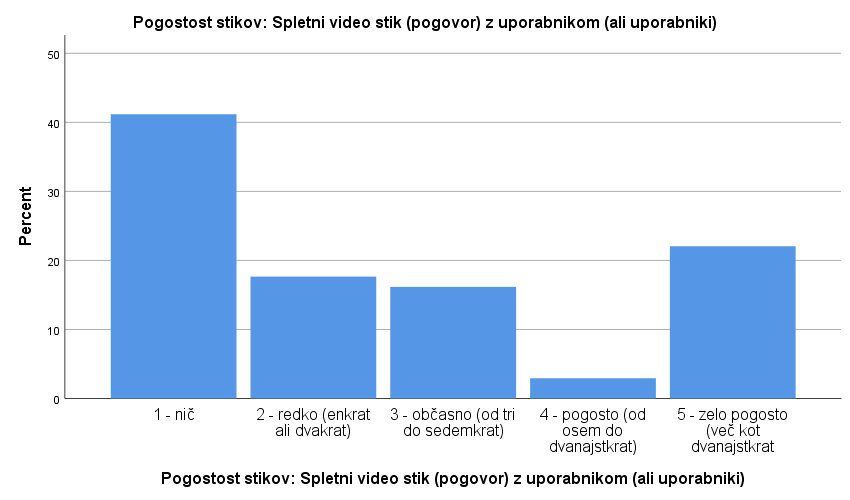 Pogostost stikov: Spletni video stik (pogovor) z uporabnikom (ali uporabniki)
50
40
30
20
10
0
Percent
1 - nič
2 - redko (enkrat
ali dvakrat)
3 - občasno (od tri
do sedemkrat)
4 - pogosto (od
osem do
dvanajstkrat)
5 - zelo pogosto
(več kot
dvanajstkrat
Pogostost stikov: Spletni video stik (pogovor) z uporabnikom (ali uporabniki)